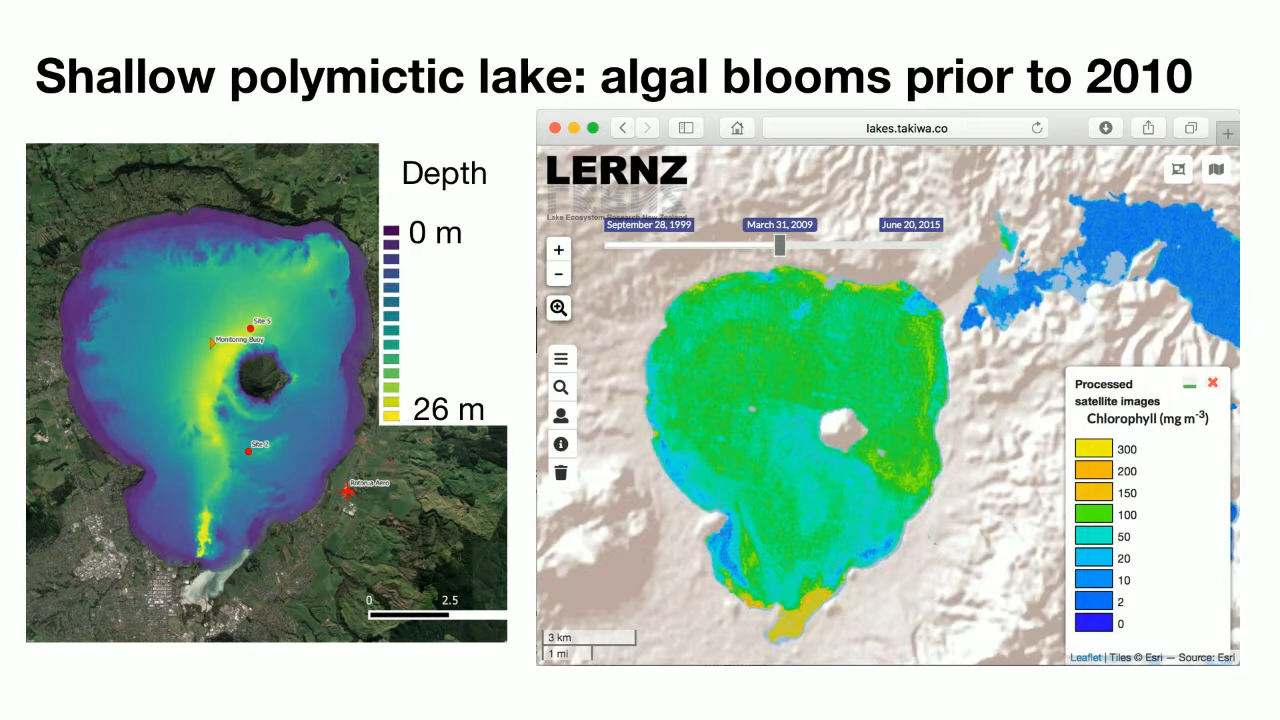 Shallow polymictic lake: algal blooms prior to 2010
Depth
0 m
26 m
Site 5
Monitoring Buoy
Site 2
Rotorua Aero
0 2.5
lakes.takiwa.co
LERNZ
Lake Ecosystem Research New Zealand
September 28, 1999
March 31, 2009
June 20, 2015
+
−
Processed
satellite images
Chlorophyll (mg m-3)
300
200
150
100
50
20
10
2
0
3 km
1 mi
Leaflet | Tiles © Esri — Source: Esri